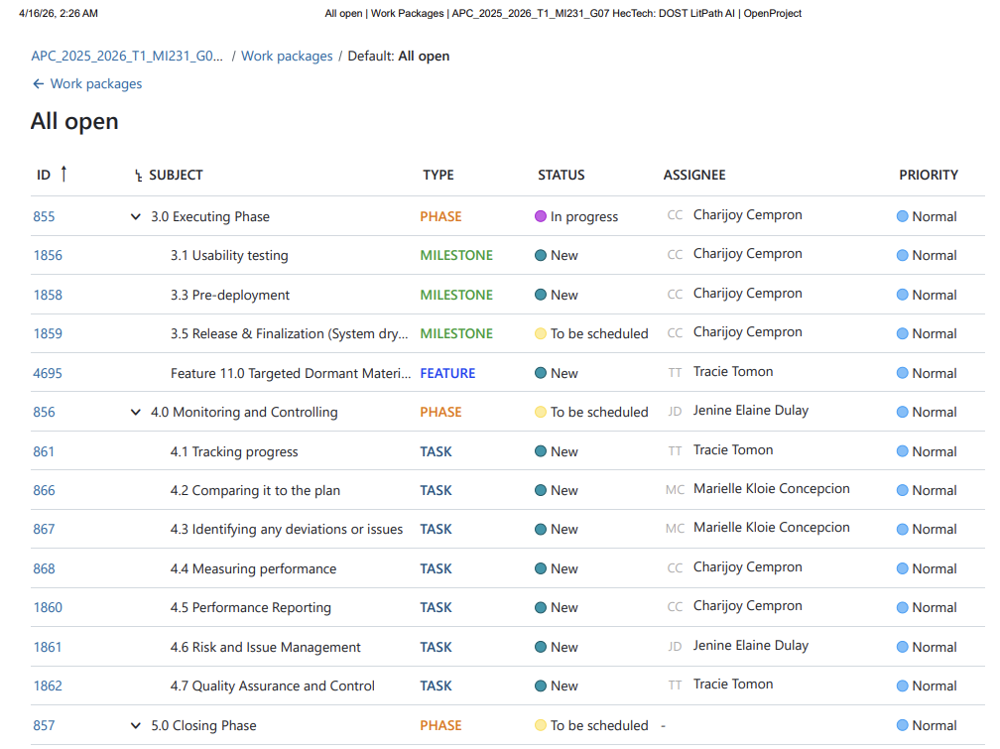 4/16/26, 2:26 AM All open | Work Packages | APC_2025_2026_T1_MI231_G07 HecTech: DOST LitPath AI | OpenProject
APC_2025_2026_T1_MI231_G0... / Work packages / Default: All open
← Work packages
All open
ID ↑ SUBJECT TYPE STATUS ASSIGNEE PRIORITY
855 3.0 Executing Phase PHASE In progress CC Charijoy Cempron Normal
1856 3.1 Usability testing MILESTONE New CC Charijoy Cempron Normal
1858 3.3 Pre-deployment MILESTONE New CC Charijoy Cempron Normal
1859 3.5 Release & Finalization (System dry... MILESTONE To be scheduled CC Charijoy Cempron Normal
4695 Feature 11.0 Targeted Dormant Materi... FEATURE New TT Tracie Tomon Normal
856 4.0 Monitoring and Controlling PHASE To be scheduled JD Jenine Elaine Dulay Normal
861 4.1 Tracking progress TASK New TT Tracie Tomon Normal
866 4.2 Comparing it to the plan TASK New MC Marielle Kloie Concepcion Normal
867 4.3 Identifying any deviations or issues TASK New MC Marielle Kloie Concepcion Normal
868 4.4 Measuring performance TASK New CC Charijoy Cempron Normal
1860 4.5 Performance Reporting TASK New CC Charijoy Cempron Normal
1861 4.6 Risk and Issue Management TASK New JD Jenine Elaine Dulay Normal
1862 4.7 Quality Assurance and Control TASK New TT Tracie Tomon Normal
857 5.0 Closing Phase PHASE To be scheduled - Normal